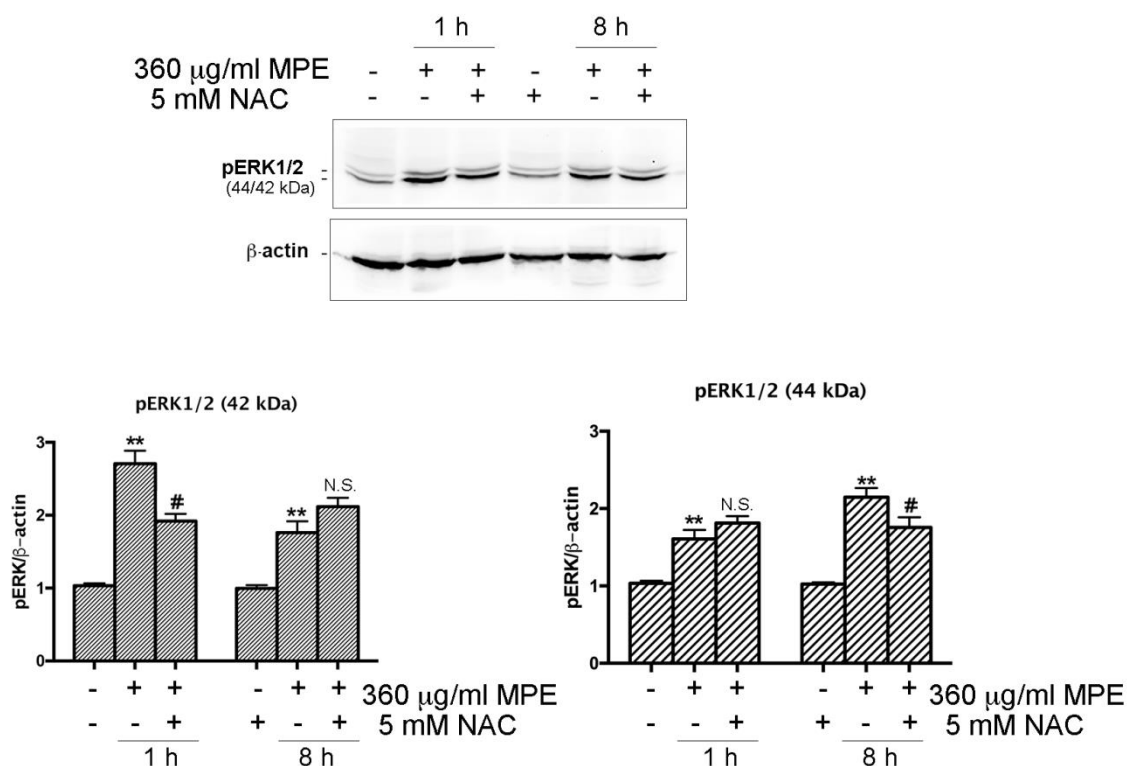 1 h 8 h
360 μg/ml MPE - + + - + +
5 mM NAC - - + + - +
pERK1/2
(44/42 kDa)
β-actin
pERK1/2 (42 kDa)
pERK/β-actin
3
2
1
0
**
#
**
N.S.
- + + - + + 360 μg/ml MPE
- - + + - + 5 mM NAC
1 h 8 h
pERK1/2 (44 kDa)
pERK/β-actin
3
2
1
0
**
N.S.
**
#
- + + - + + 360 μg/ml MPE
- - + + - + 5 mM NAC
1 h 8 h